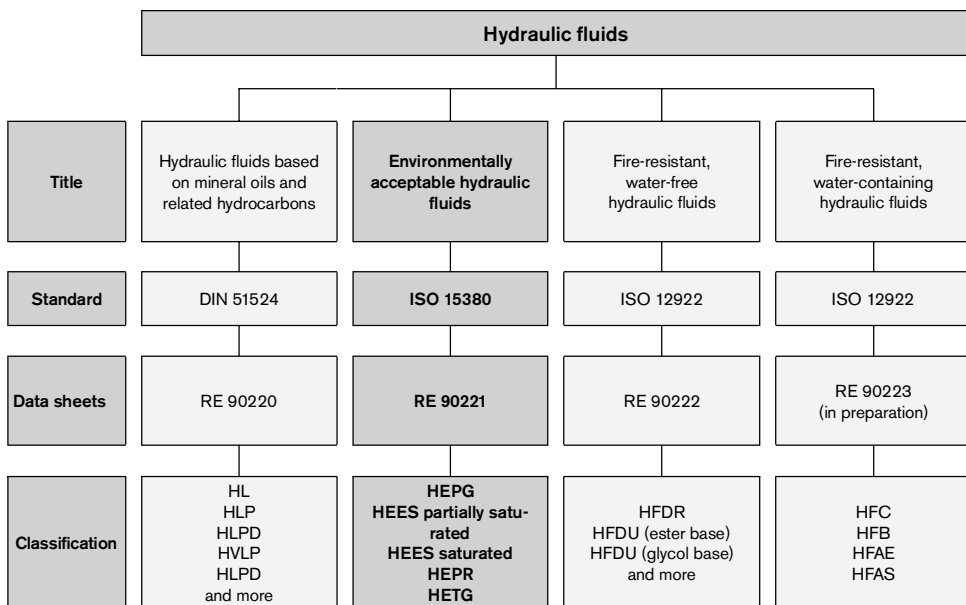 Hydraulic fluids
Title
Hydraulic fluids based
on mineral oils and
related hydrocarbons
Environmentally
acceptable hydraulic
fluids
Fire-resistant,
water-free
hydraulic fluids
Fire-resistant,
water-containing
hydraulic fluids
Standard
DIN 51524
ISO 15380
ISO 12922
ISO 12922
Data sheets
RE 90220
RE 90221
RE 90222
RE 90223
(in preparation)
Classification
HL
HLP
HLPD
HVLP
HLPD
and more
HEPG
HEES partially satu-
rated
HEES saturated
HEPR
HETG
HFDR
HFDU (ester base)
HFDU (glycol base)
and more
HFC
HFB
HFAE
HFAS